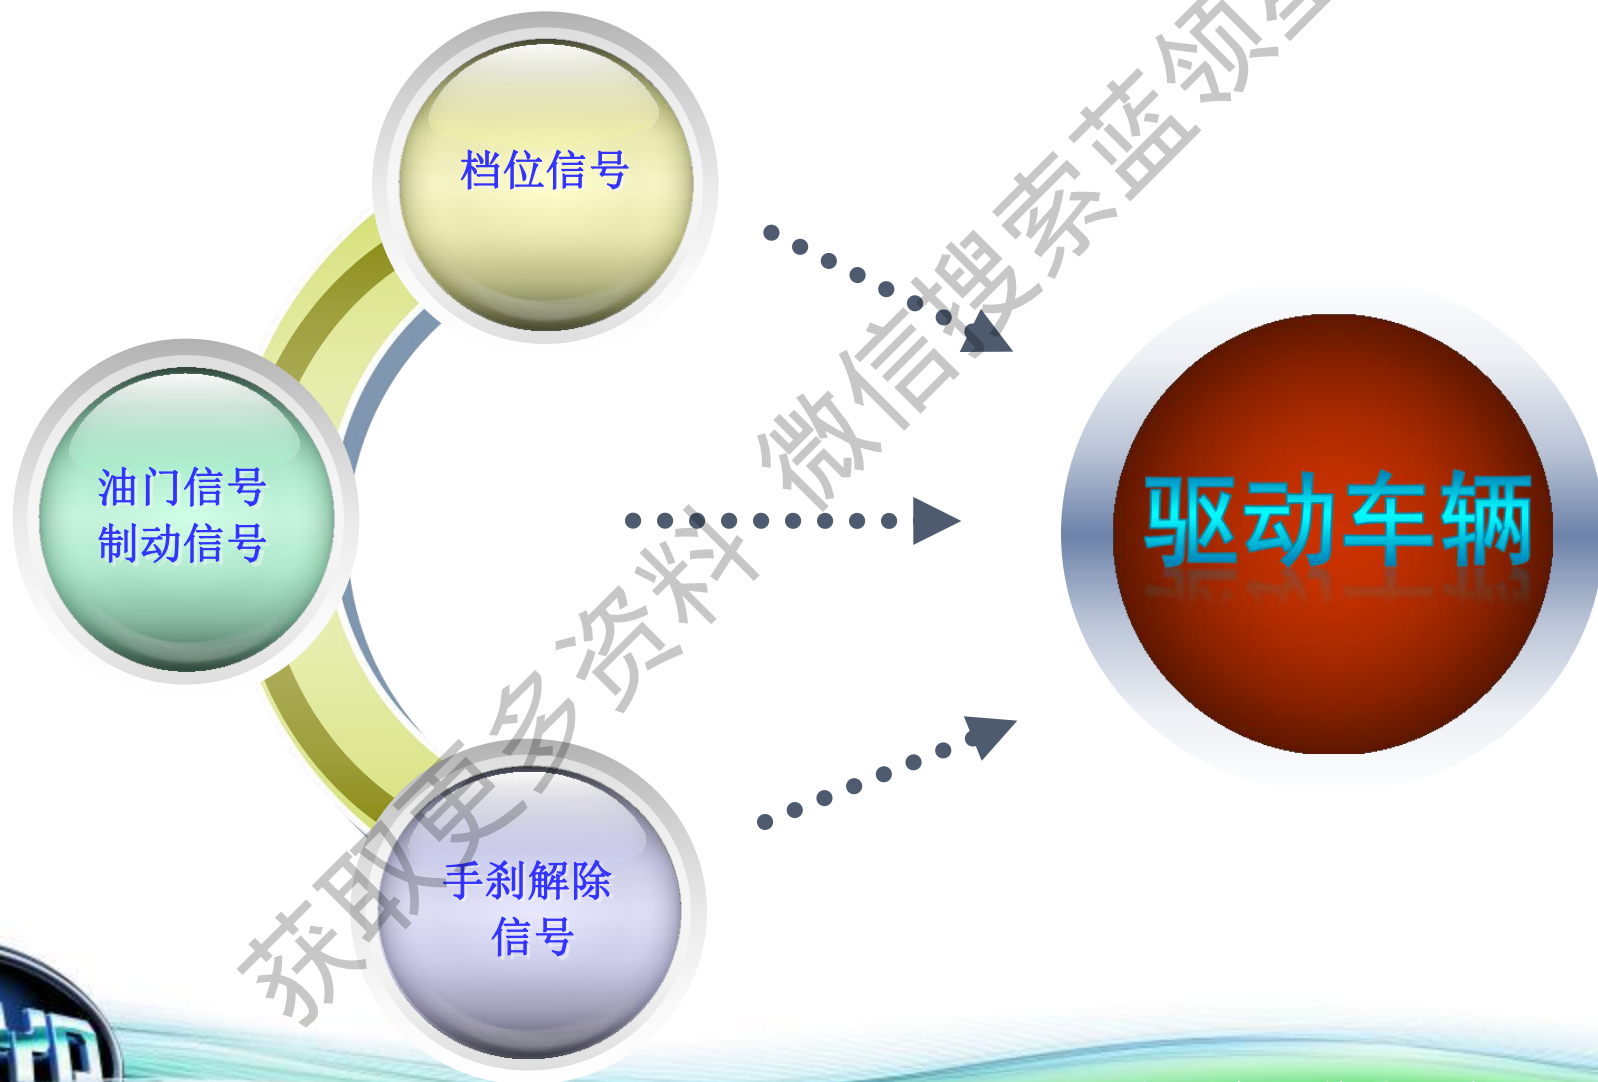 档位信号
油门信号
制动信号
手刹解除
信号
驱动车辆
获取更多资料 微信搜索蓝领